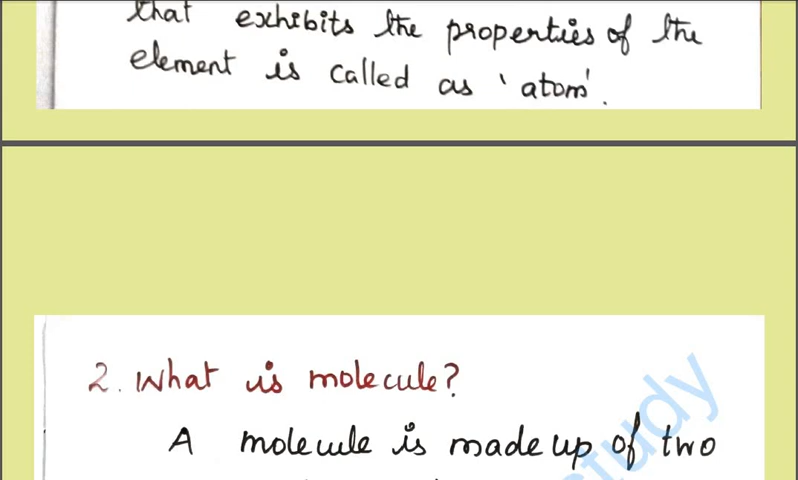 that exhibits the properties of the
element is called as 'atom'.
2. What is molecule?
A molecule is made up of two
study